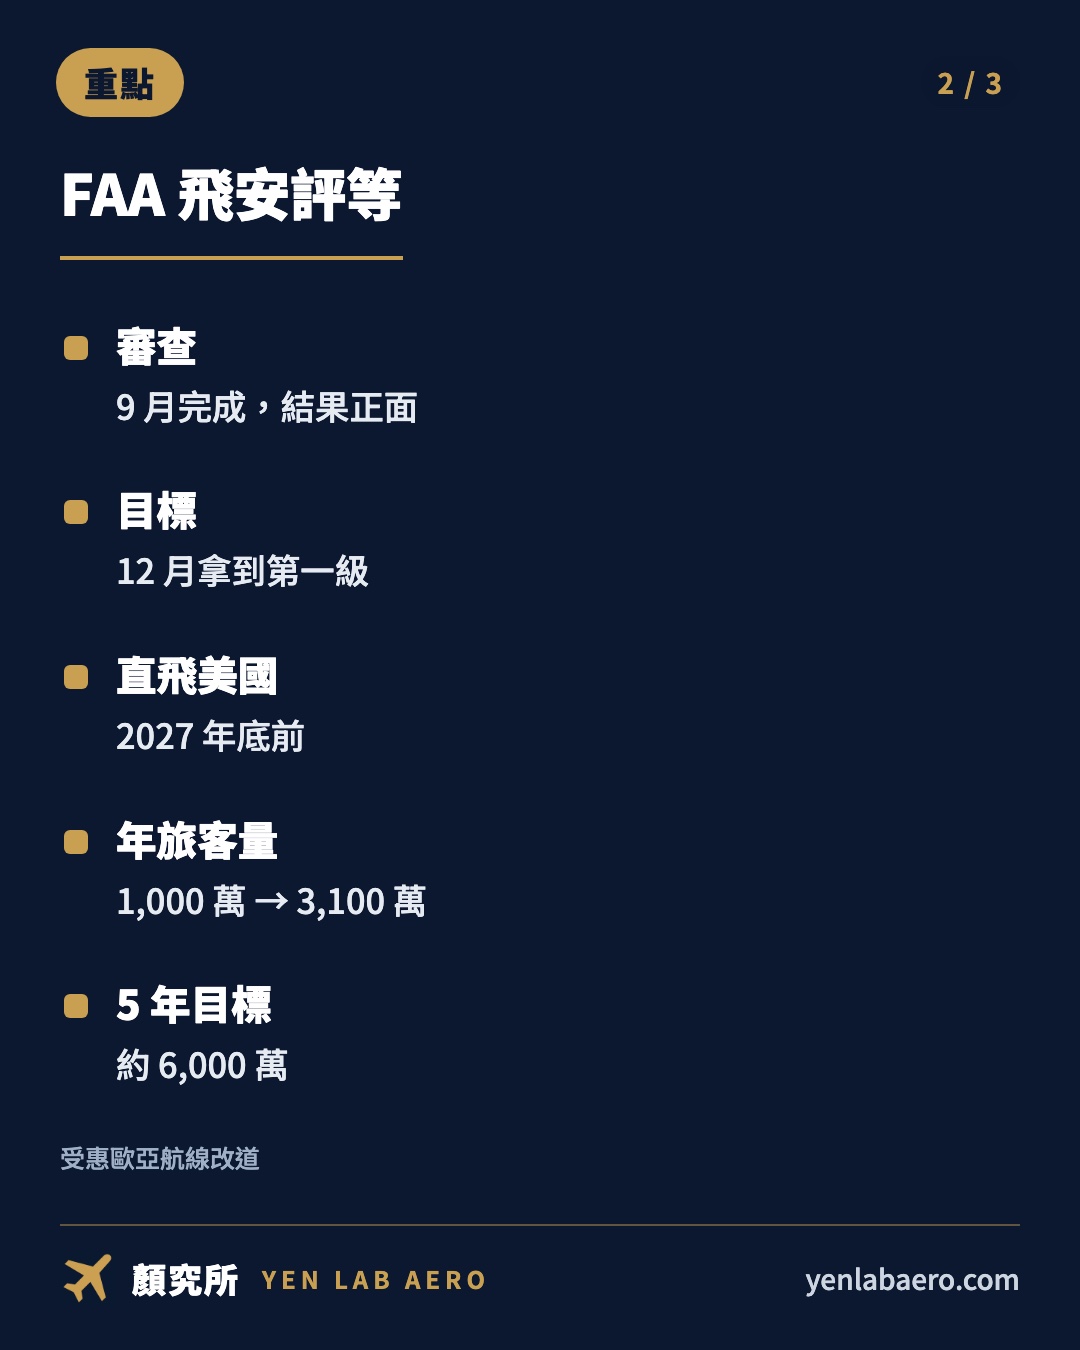 重點
2 / 3
FAA 飛安評等
審查
9 月完成，結果正面
目標
12 月拿到第一級
直飛美國
2027 年底前
年旅客量
1,000 萬 → 3,100 萬
5 年目標
約 6,000 萬
受惠歐亞航線改道
顏究所 YEN LAB AERO
yenlabaero.com